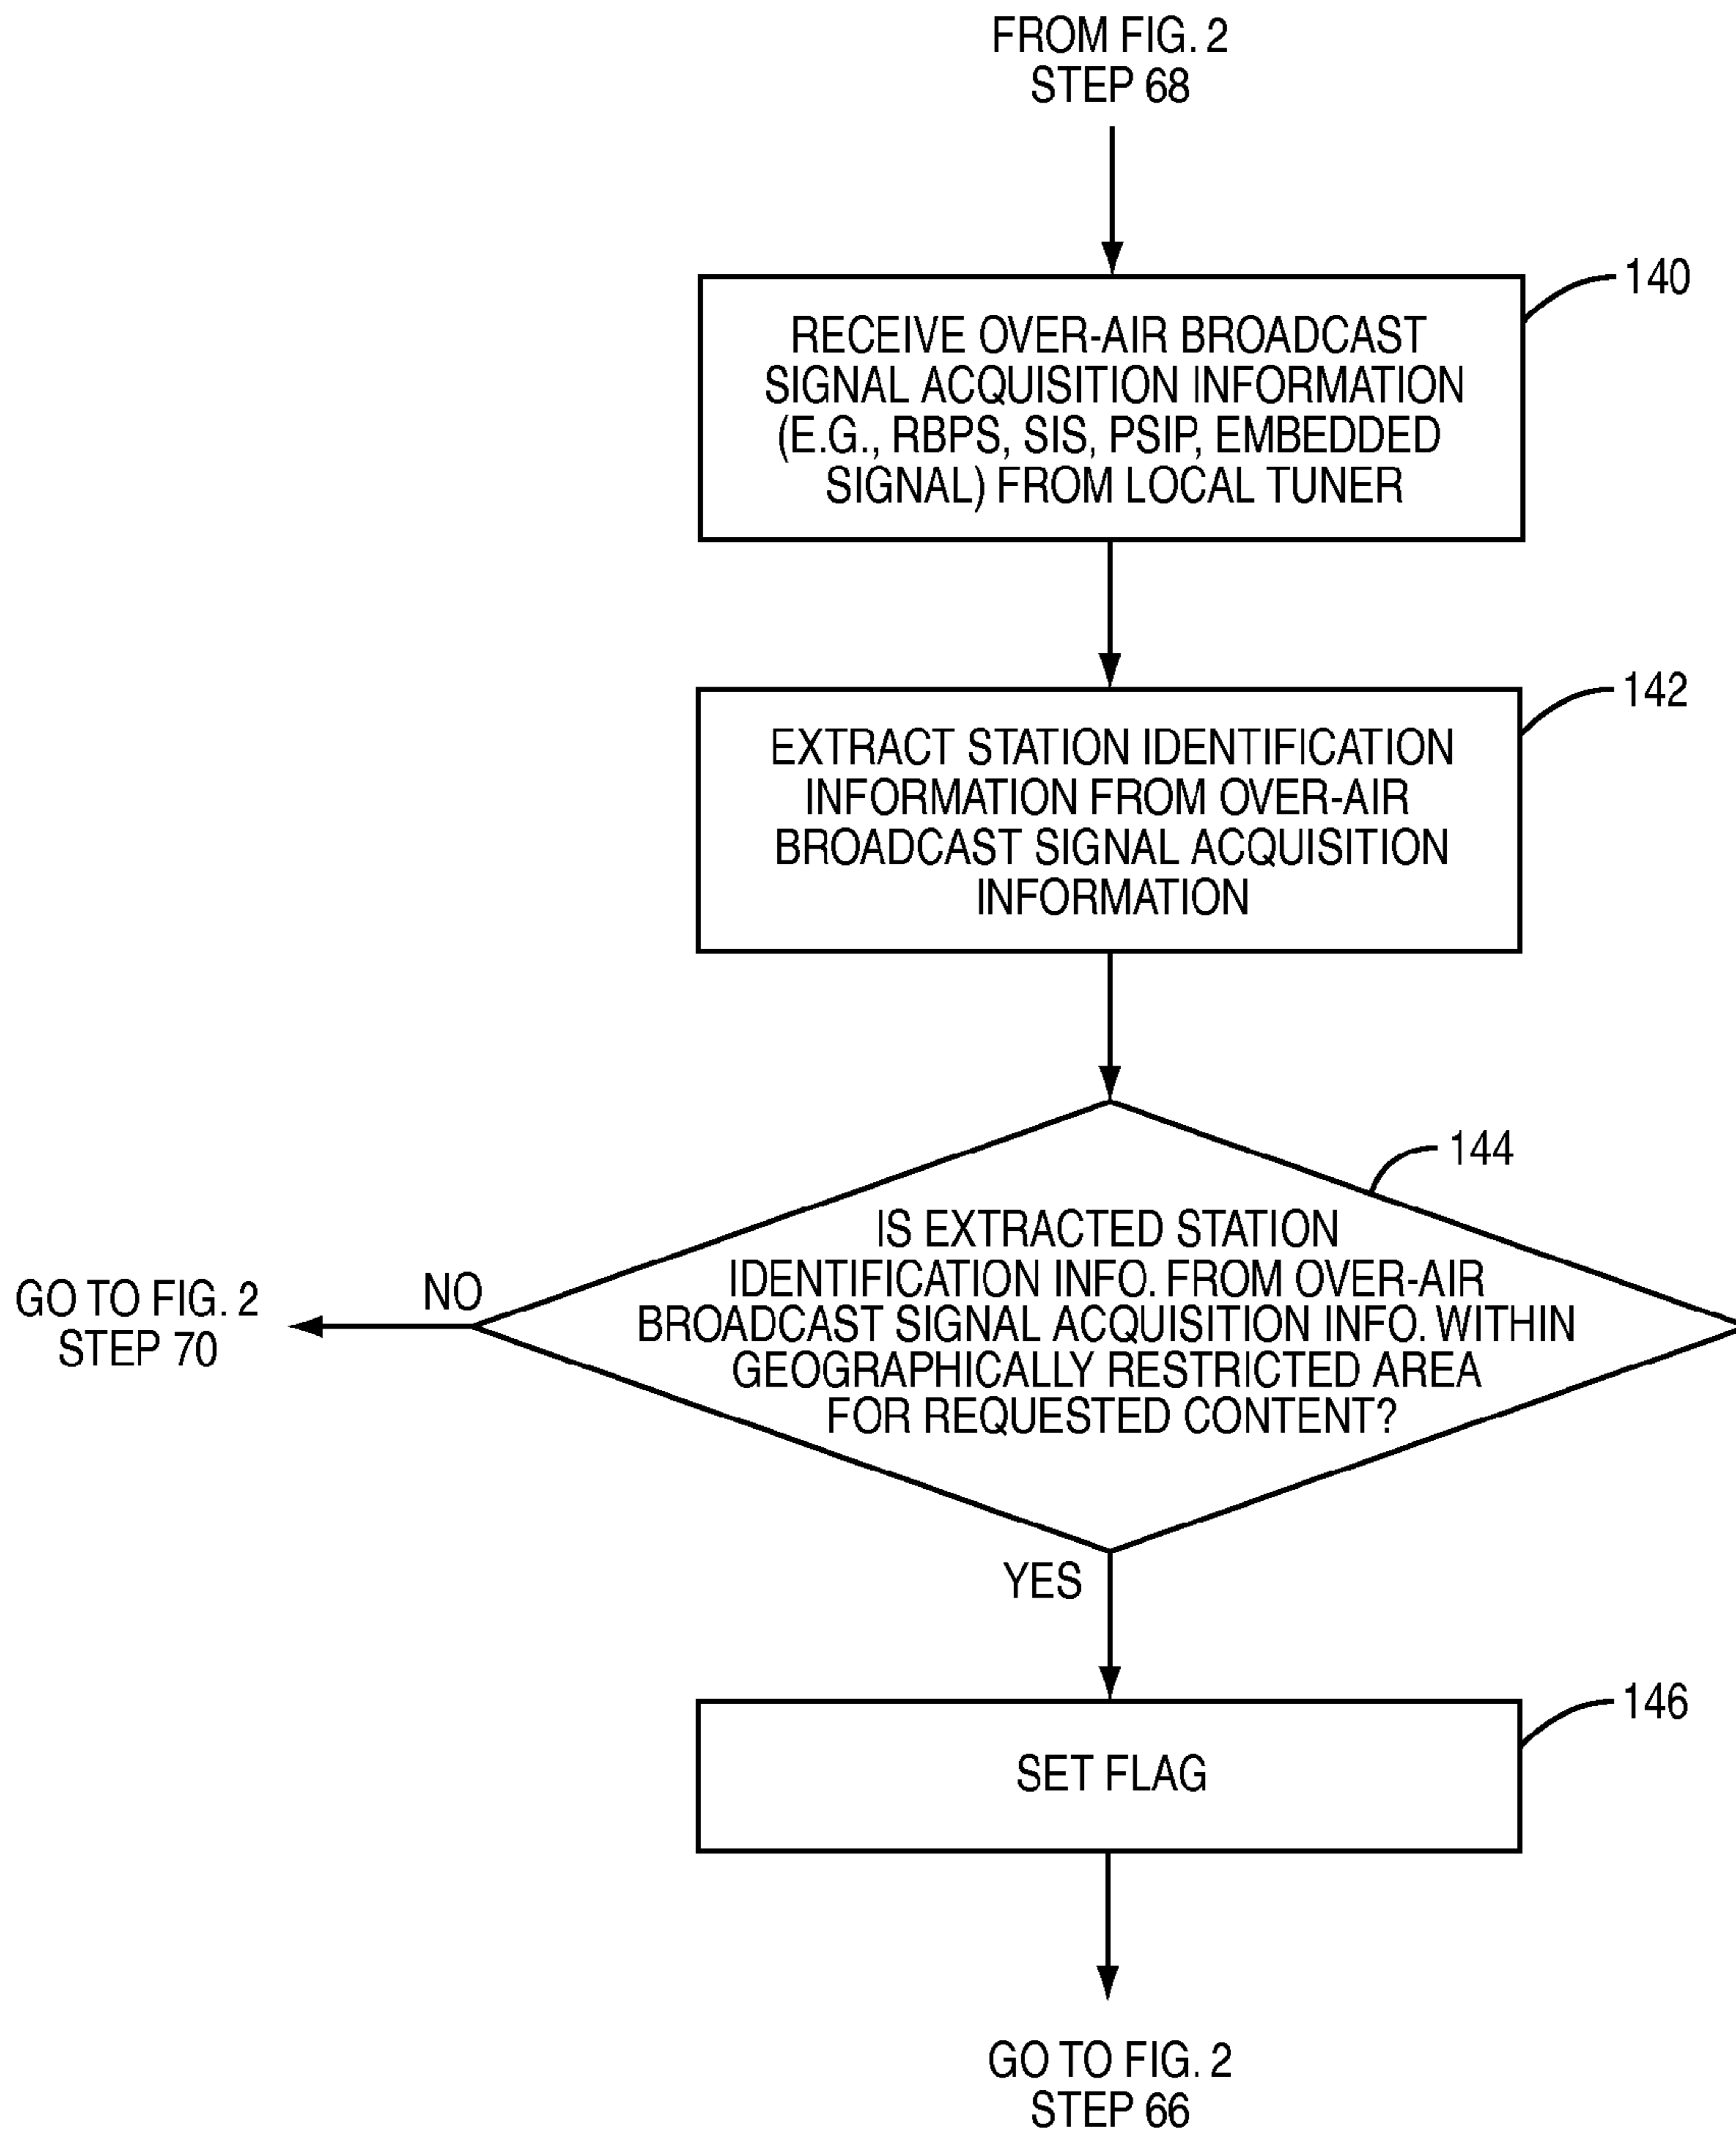 FROM FIG. 2
STEP 68
140
RECEIVE OVER-AIR BROADCAST
SIGNAL ACQUISITION INFORMATION
(E.G., RBPS, SIS, PSIP, EMBEDDED
SIGNAL) FROM LOCAL TUNER
142
EXTRACT STATION IDENTIFICATION
INFORMATION FROM OVER-AIR
BROADCAST SIGNAL ACQUISITION
INFORMATION
144
IS EXTRACTED STATION
IDENTIFICATION INFO. FROM OVER-AIR
BROADCAST SIGNAL ACQUISITION INFO. WITHIN
GEOGRAPHICALLY RESTRICTED AREA
FOR REQUESTED CONTENT?
NO
GO TO FIG. 2
STEP 70
YES
146
SET FLAG
GO TO FIG. 2
STEP 66